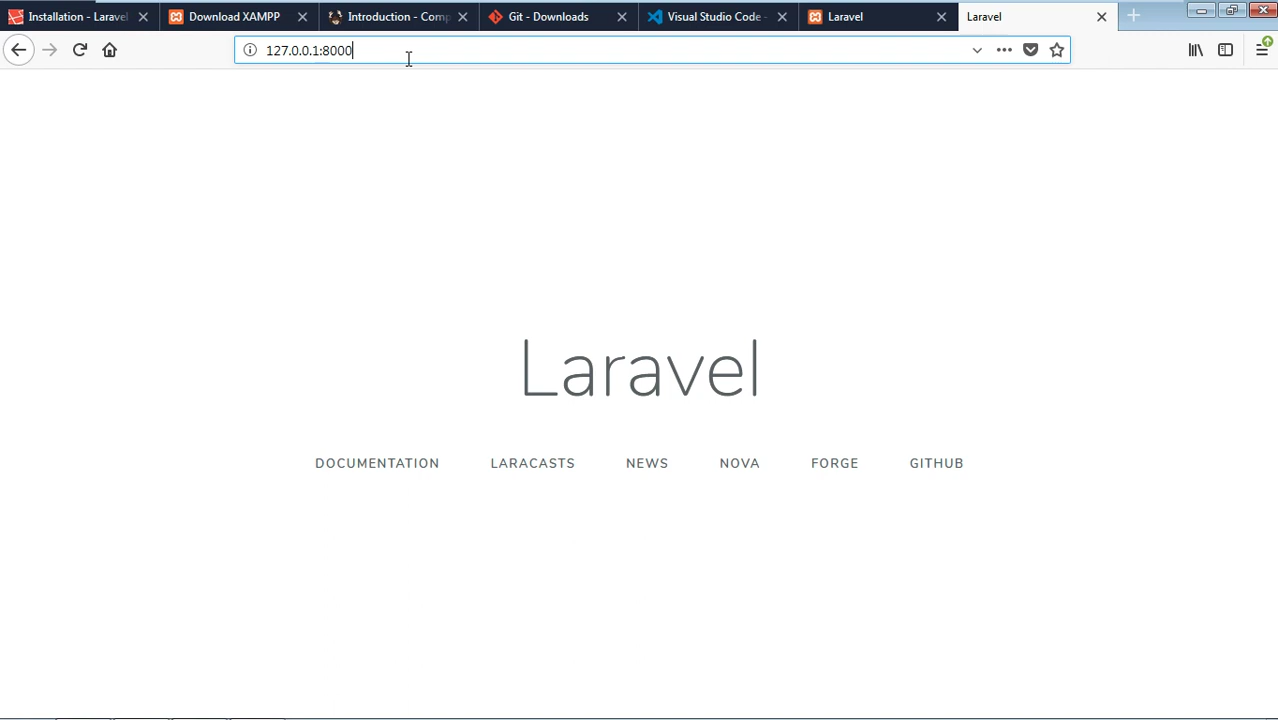 Installation - Laravel
Download XAMPP
Introduction - Comp
Git - Downloads
Visual Studio Code -
Laravel
Laravel
127.0.0.1:8000
Laravel
DOCUMENTATION LARACASTS NEWS NOVA FORGE GITHUB